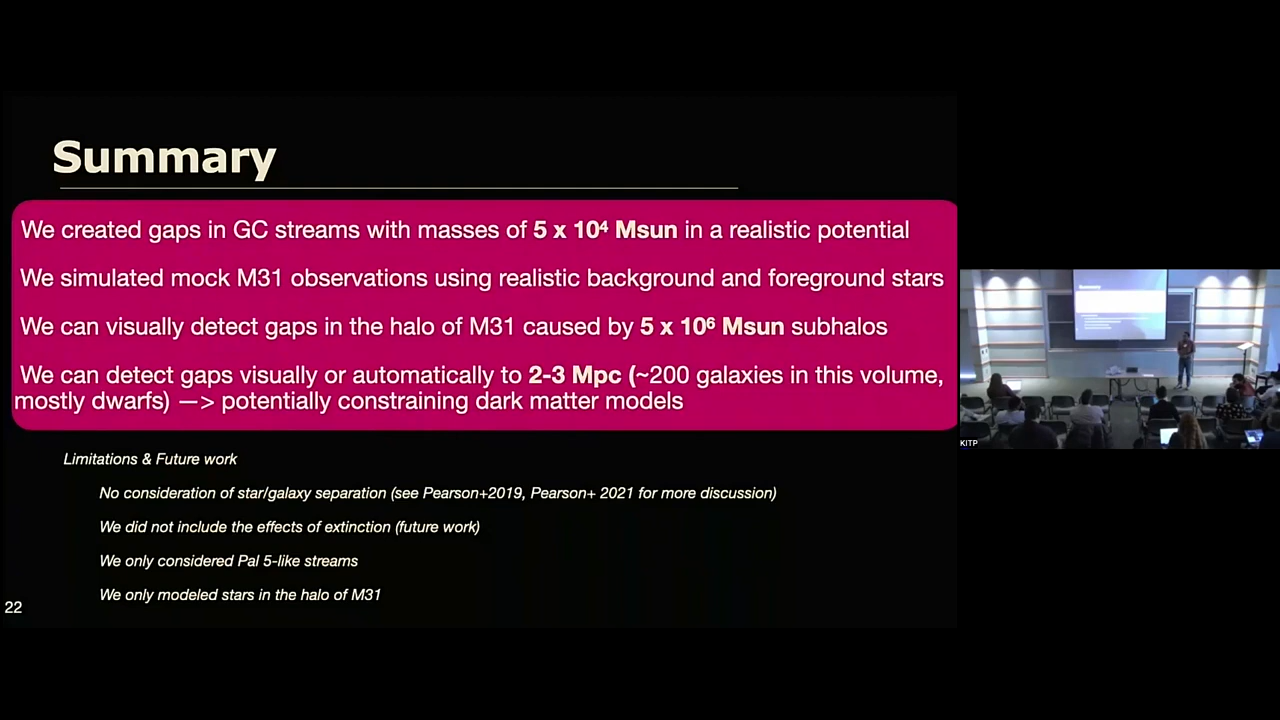 Summary
We created gaps in GC streams with masses of 5 x 10⁴ Msun in a realistic potential
We simulated mock M31 observations using realistic background and foreground stars
We can visually detect gaps in the halo of M31 caused by 5 x 10⁶ Msun subhalos
We can detect gaps visually or automatically to 2-3 Mpc (~200 galaxies in this volume,
mostly dwarfs) —> potentially constraining dark matter models
Limitations & Future work
No consideration of star/galaxy separation (see Pearson+2019, Pearson+ 2021 for more discussion)
We did not include the effects of extinction (future work)
We only considered Pal 5-like streams
We only modeled stars in the halo of M31
22
KITP